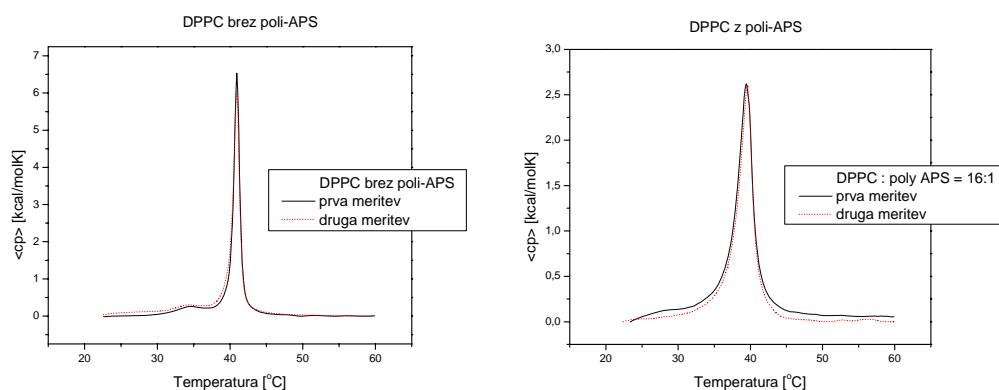 DPPC brez poli-APS
7
6
5
4
3
2
1
0
<cp> [kcal/molK]
DPPC brez poli-APS
prva meritev
druga meritev
20
30
40
50
60
Temperatura [°C]
DPPC z poli-APS
3,0
2,5
2,0
1,5
1,0
0,5
0,0
<cp> [kcal/molK]
DPPC : poly APS = 16:1
prva meritev
druga meritev
20
30
40
50
60
Temperatura [°C]